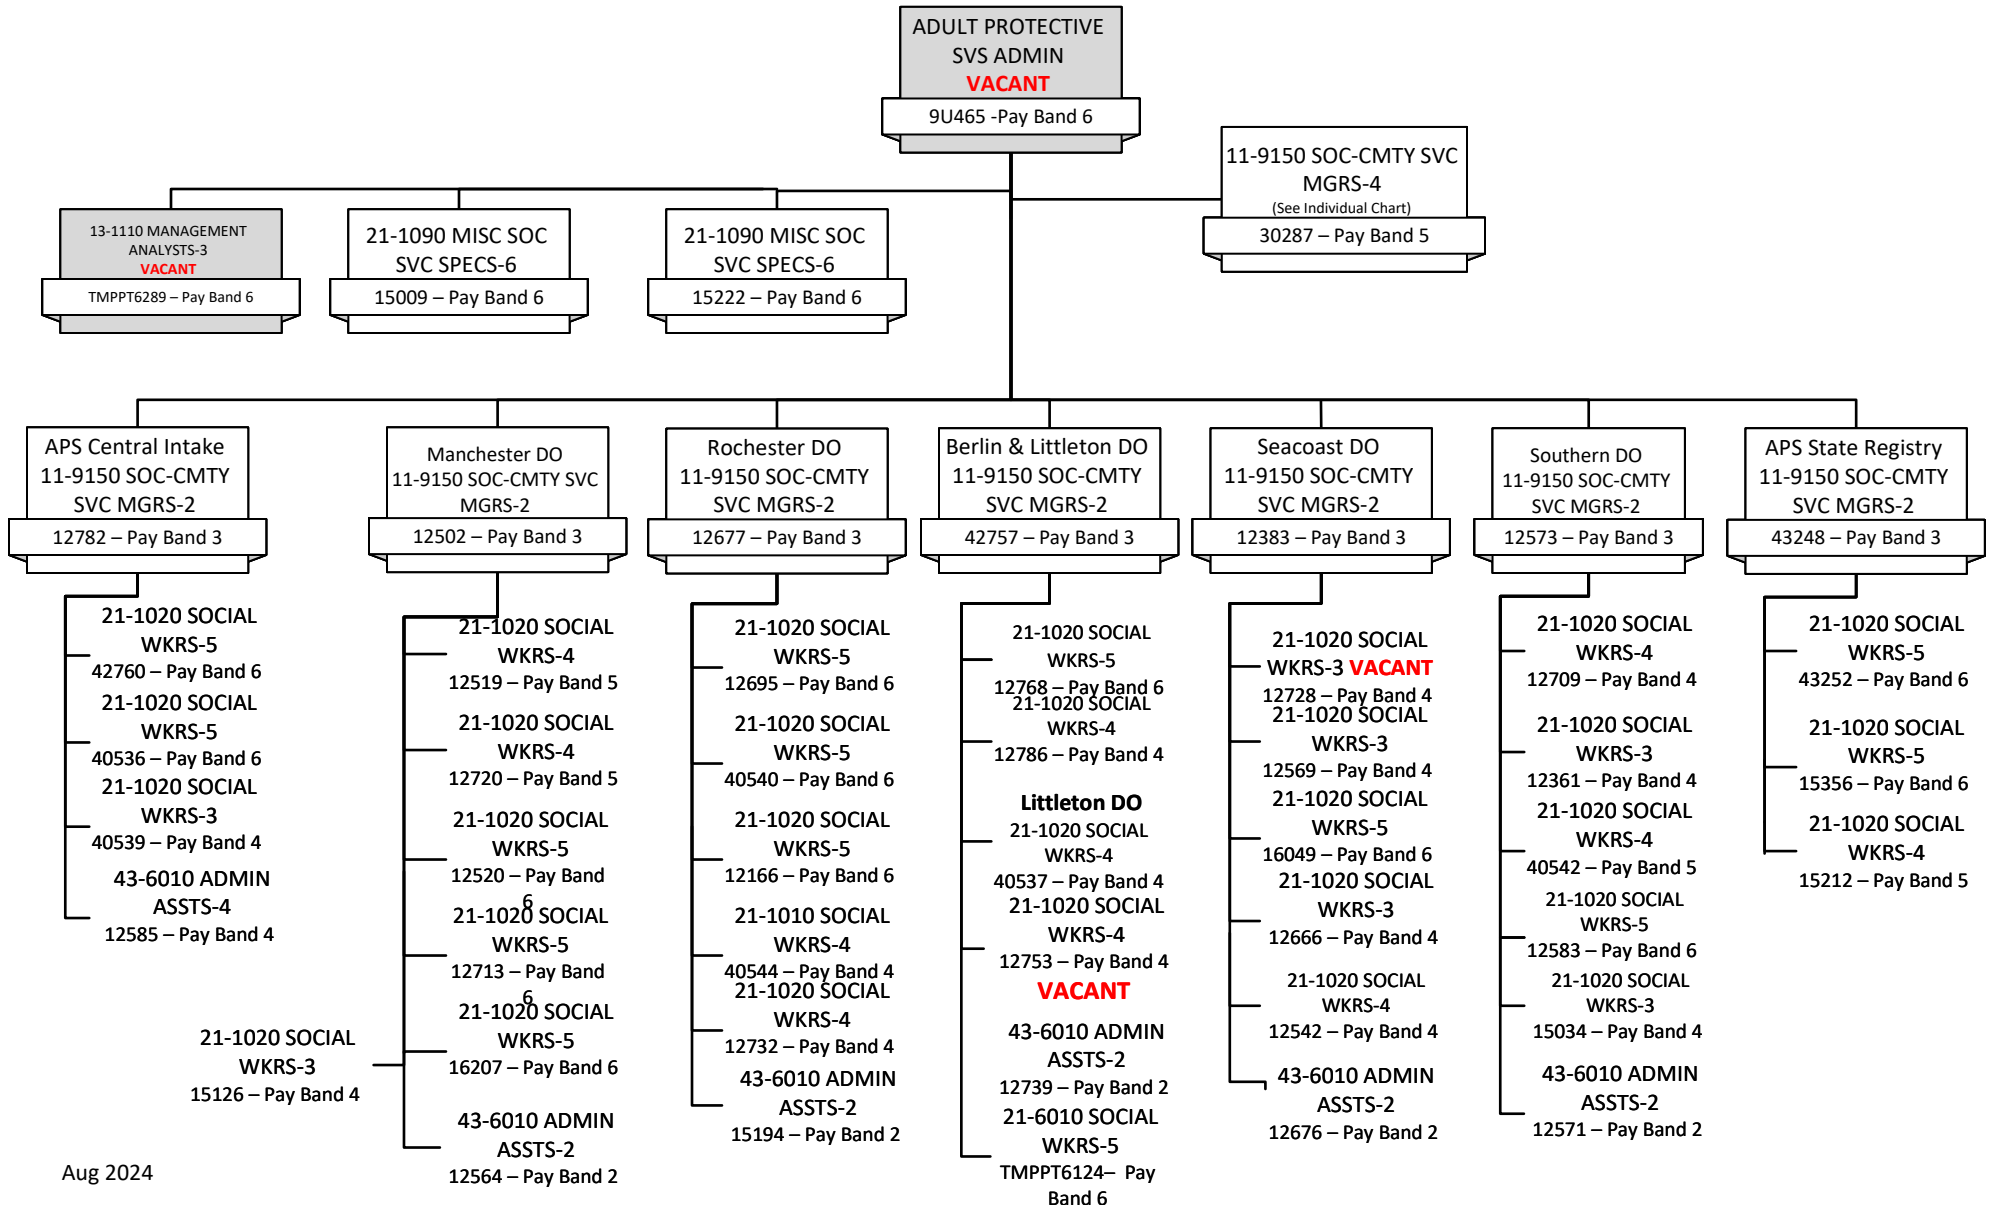 ADULT PROTECTIVE
SVS ADMIN
VACANT
9U465 -Pay Band 6
11-9150 SOC-CMTY SVC
MGRS-4
(See Individual Chart)
30287 – Pay Band 5
13-1110 MANAGEMENT
ANALYSTS-3
VACANT
TMPPT6289 – Pay Band 6
21-1090 MISC SOC
SVC SPECS-6
15009 – Pay Band 6
21-1090 MISC SOC
SVC SPECS-6
15222 – Pay Band 6
APS Central Intake
11-9150 SOC-CMTY
SVC MGRS-2
12782 – Pay Band 3
21-1020 SOCIAL
WKRS-5
42760 – Pay Band 6
21-1020 SOCIAL
WKRS-5
40536 – Pay Band 6
21-1020 SOCIAL
WKRS-3
40539 – Pay Band 4
43-6010 ADMIN
ASSTS-4
12585 – Pay Band 4
Manchester DO
11-9150 SOC-CMTY SVC
MGRS-2
12502 – Pay Band 3
21-1020 SOCIAL
WKRS-4
12519 – Pay Band 5
21-1020 SOCIAL
WKRS-4
12720 – Pay Band 5
21-1020 SOCIAL
WKRS-5
12520 – Pay Band
6
21-1020 SOCIAL
WKRS-5
12713 – Pay Band
6
21-1020 SOCIAL
WKRS-5
16207 – Pay Band 6
21-1020 SOCIAL
WKRS-3
15126 – Pay Band 4
43-6010 ADMIN
ASSTS-2
12564 – Pay Band 2
Rochester DO
11-9150 SOC-CMTY
SVC MGRS-2
12677 – Pay Band 3
21-1020 SOCIAL
WKRS-5
12695 – Pay Band 6
21-1020 SOCIAL
WKRS-5
40540 – Pay Band 6
21-1020 SOCIAL
WKRS-5
12166 – Pay Band 6
21-1010 SOCIAL
WKRS-4
40544 – Pay Band 4
21-1020 SOCIAL
WKRS-4
12732 – Pay Band 4
43-6010 ADMIN
ASSTS-2
15194 – Pay Band 2
Berlin & Littleton DO
11-9150 SOC-CMTY
SVC MGRS-2
42757 – Pay Band 3
21-1020 SOCIAL
WKRS-5
12768 – Pay Band 6
21-1020 SOCIAL
WKRS-4
12786 – Pay Band 4
Littleton DO
21-1020 SOCIAL
WKRS-4
40537 – Pay Band 4
21-1020 SOCIAL
WKRS-4
12753 – Pay Band 4
VACANT
43-6010 ADMIN
ASSTS-2
12739 – Pay Band 2
21-6010 SOCIAL
WKRS-5
TMPPT6124– Pay
Band 6
Seacoast DO
11-9150 SOC-CMTY
SVC MGRS-2
12383 – Pay Band 3
21-1020 SOCIAL
WKRS-3 VACANT
12728 – Pay Band 4
21-1020 SOCIAL
WKRS-3
12569 – Pay Band 4
21-1020 SOCIAL
WKRS-5
16049 – Pay Band 6
21-1020 SOCIAL
WKRS-3
12666 – Pay Band 4
21-1020 SOCIAL
WKRS-4
12542 – Pay Band 4
43-6010 ADMIN
ASSTS-2
12676 – Pay Band 2
Southern DO
11-9150 SOC-CMTY
SVC MGRS-2
12573 – Pay Band 3
21-1020 SOCIAL
WKRS-4
12709 – Pay Band 4
21-1020 SOCIAL
WKRS-3
12361 – Pay Band 4
21-1020 SOCIAL
WKRS-4
40542 – Pay Band 5
21-1020 SOCIAL
WKRS-5
12583 – Pay Band 6
21-1020 SOCIAL
WKRS-3
15034 – Pay Band 4
43-6010 ADMIN
ASSTS-2
12571 – Pay Band 2
APS State Registry
11-9150 SOC-CMTY
SVC MGRS-2
43248 – Pay Band 3
21-1020 SOCIAL
WKRS-5
43252 – Pay Band 6
21-1020 SOCIAL
WKRS-5
15356 – Pay Band 6
21-1020 SOCIAL
WKRS-4
15212 – Pay Band 5
Aug 2024